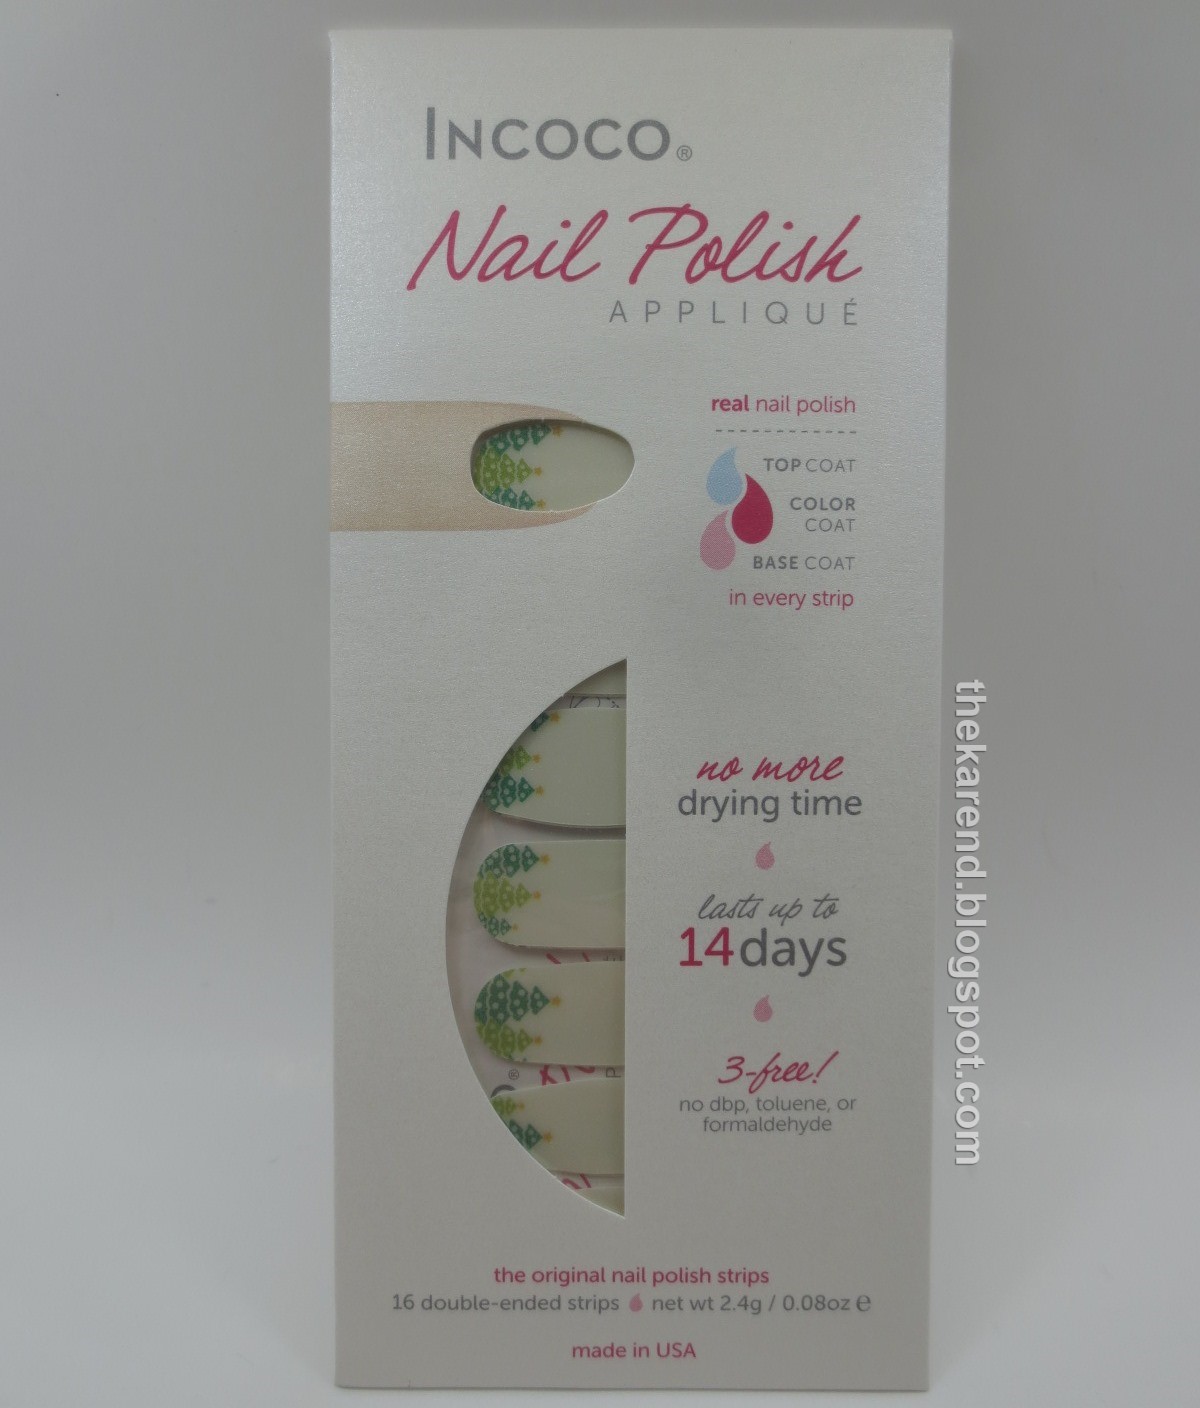 INCOCO®
Nail Polish
APPLIQUÉ
real nail polish
TOP COAT
COLOR
COAT
BASE COAT
in every strip
no more
drying time
lasts up to
14 days
3-free!
no dbp, toluene, or
formaldehyde
the original nail polish strips
16 double-ended strips net wt 2.4g / 0.08oz ℮
made in USA
thekarend.blogspot.com